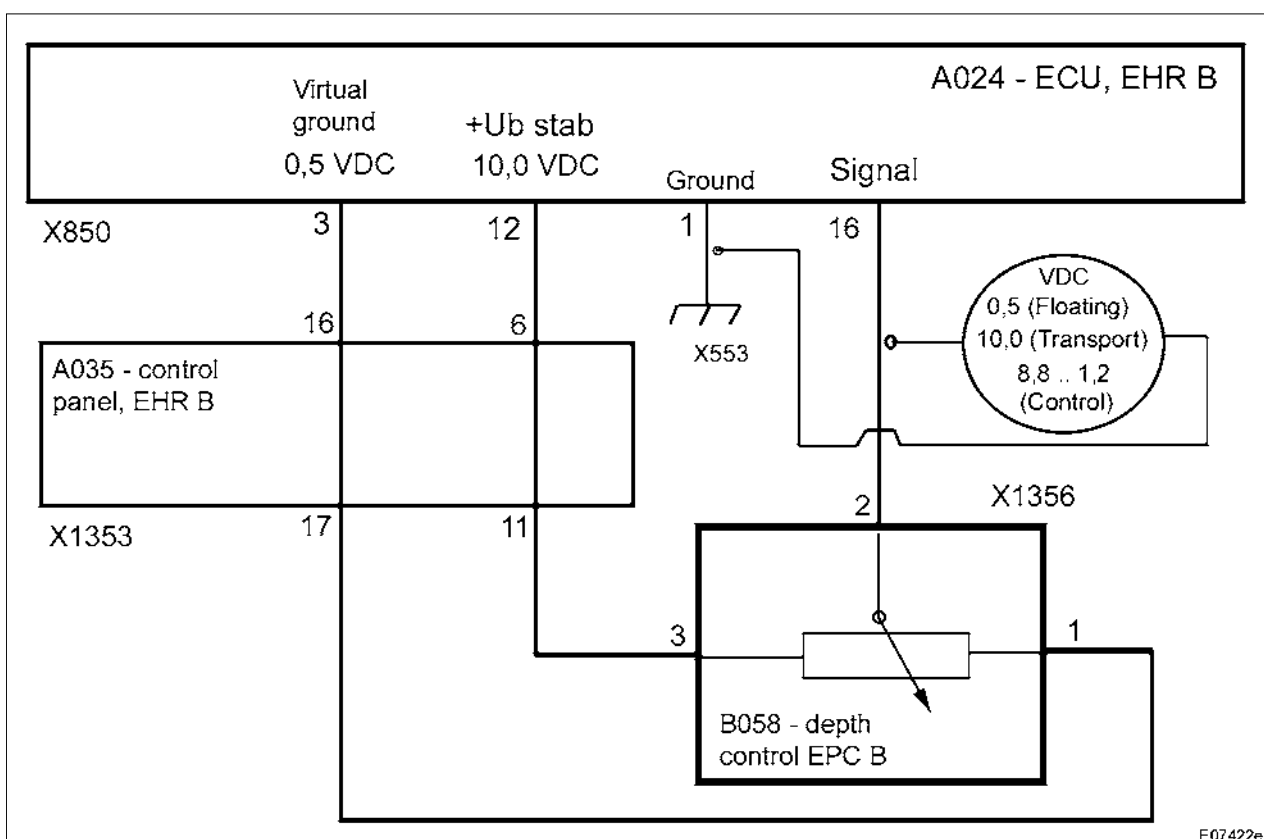 A024 - ECU, EHR B
Virtual
ground
0,5 VDC
+Ub stab
10,0 VDC
Ground
Signal
X850
3
12
1
16
VDC
0,5 (Floating)
10,0 (Transport)
8,8 .. 1,2
(Control)
16
6
X553
A035 - control
panel, EHR B
X1353
17
11
2
X1356
3
1
B058 - depth
control EPC B
E07422e